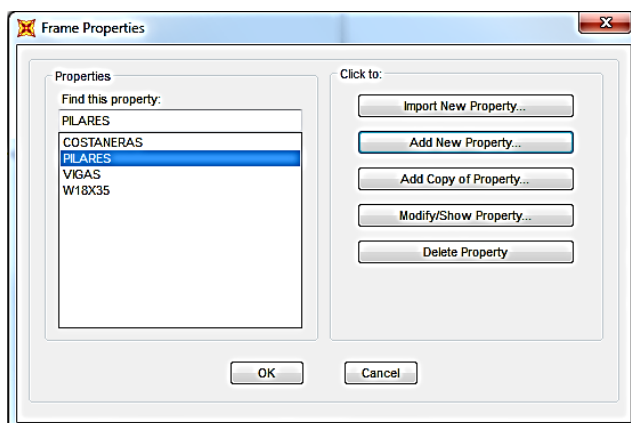 Frame Properties
X
Properties
Find this property:
PILARES
COSTANERAS
PILARES
VIGAS
W18X35
Click to:
Import New Property...
Add New Property...
Add Copy of Property...
Modify/Show Property...
Delete Property
OK
Cancel